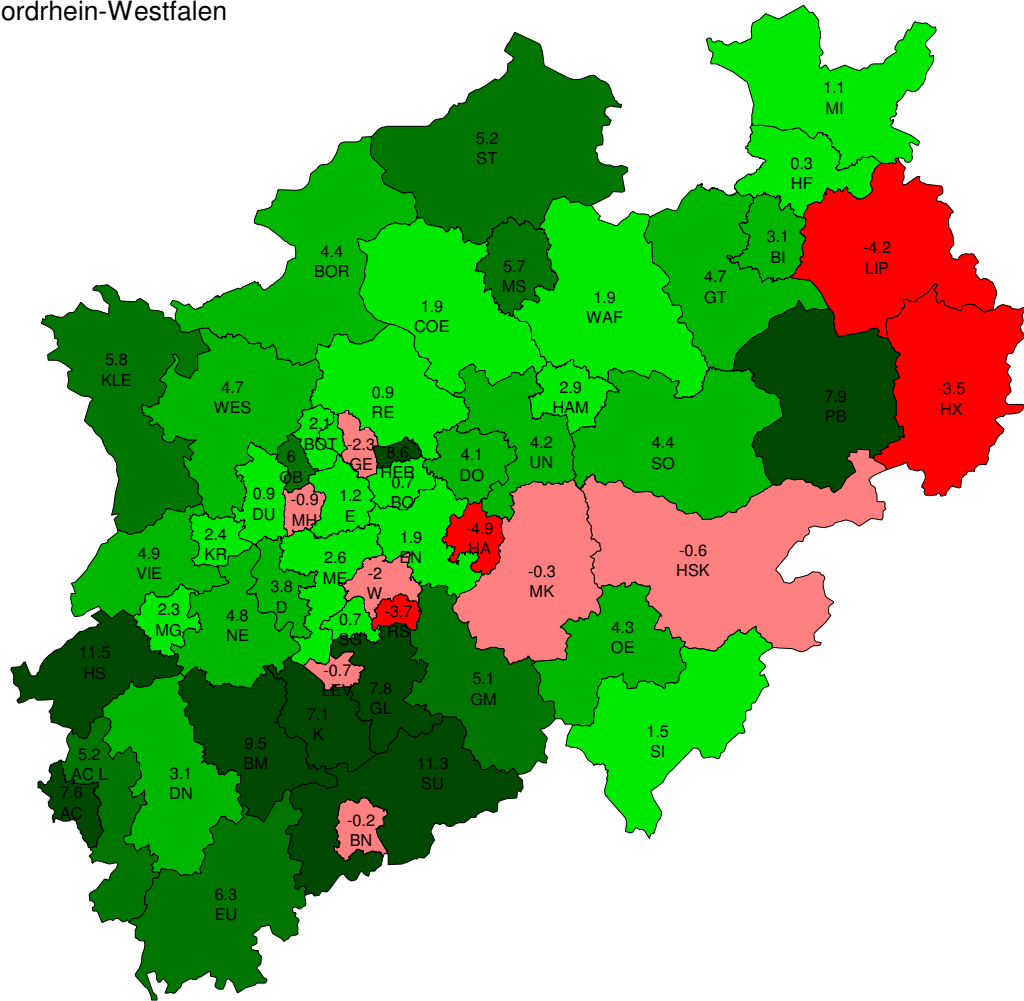 ordrhein-Westfalen
1.1
MI
5.2
ST
0.3
HF
3.1
BI
-4.2
LIP
4.4
BOR
5.7
MS
4.7
GT
1.9
COE
1.9
WAF
5.8
KLE
4.7
WES
0.9
RE
2.9
HAM
7.9
PB
-3.5
HX
2.1
BOT
-2.3
GE
8.6
HER
4.1
DO
4.2
UN
4.4
SO
6
OB
0.7
BO
0.9
DU
-0.9
MH
1.2
E
2.4
KR
1.9
EN
-4.9
HA
4.9
VIE
2.6
ME
-2
W
-0.3
MK
-0.6
HSK
3.8
D
2.3
MG
4.8
NE
0.7
SG
-3.7
RS
4.3
OE
11.5
HS
-0.7
LEV
7.8
GL
5.1
GM
7.1
K
9.5
BM
1.5
SI
5.2
AC L
3.1
DN
11.3
SU
7.6
AC
-0.2
BN
6.3
EU